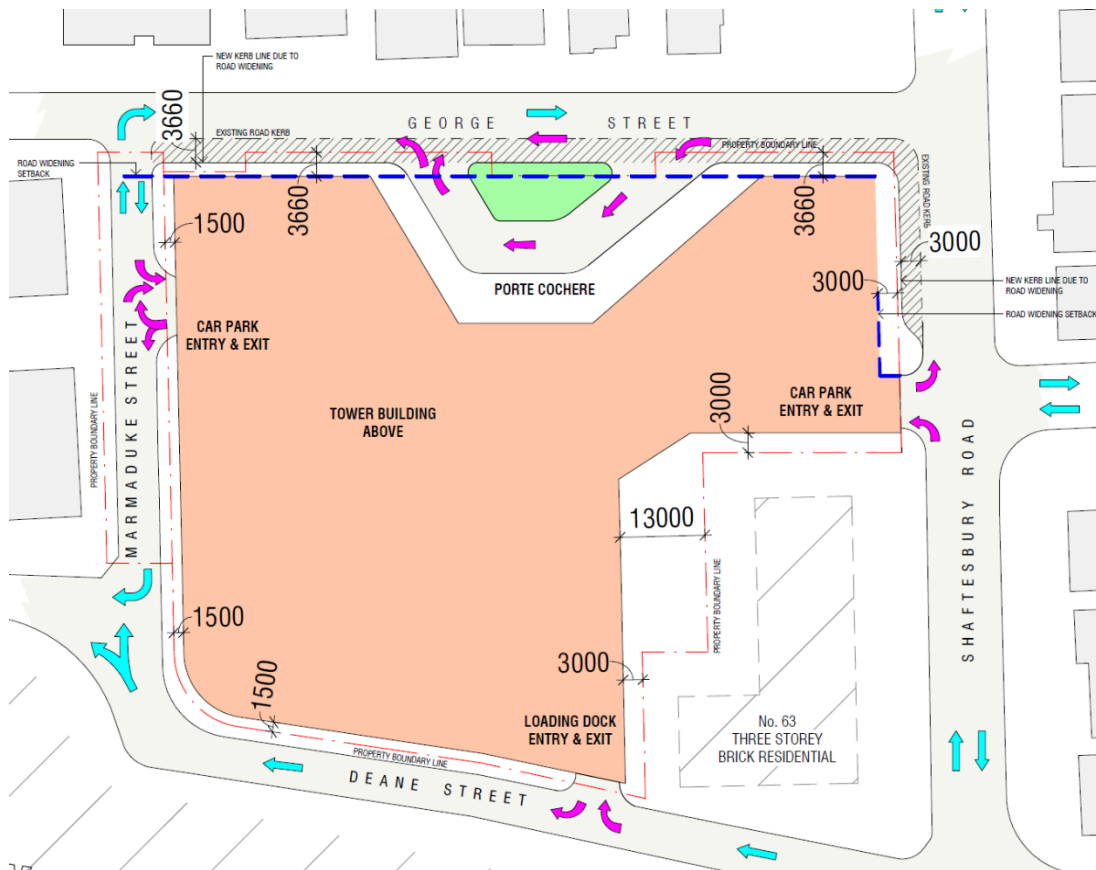 NEW KERB LINE DUE TO
ROAD WIDENING
3660
EXISTING ROAD KERB
GEORGE STREET
PROPERTY BOUNDARY LINE
ROAD WIDENING
SETBACK
EXISTING ROAD KERB
1500
3660
3660
3000
3000
NEW KERB LINE DUE TO
ROAD WIDENING
ROAD WIDENING SETBACK
PORTE COCHERE
CAR PARK
ENTRY & EXIT
MARMADUKE STREET
PROPERTY BOUNDARY LINE
TOWER BUILDING
ABOVE
CAR PARK
ENTRY & EXIT
3000
SHAFTESBURY ROAD
13000
PROPERTY BOUNDARY LINE
1500
3000
1500
LOADING DOCK
ENTRY & EXIT
No. 63
THREE STOREY
BRICK RESIDENTIAL
PROPERTY BOUNDARY LINE
DEANE STREET